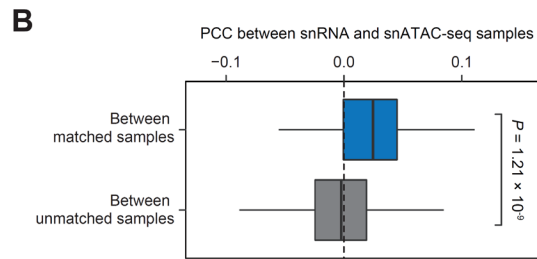 B
PCC between snRNA and snATAC-seq samples
−0.1 0.0 0.1
Between
matched samples
Between
unmatched samples
P = 1.21 × 10⁻⁹